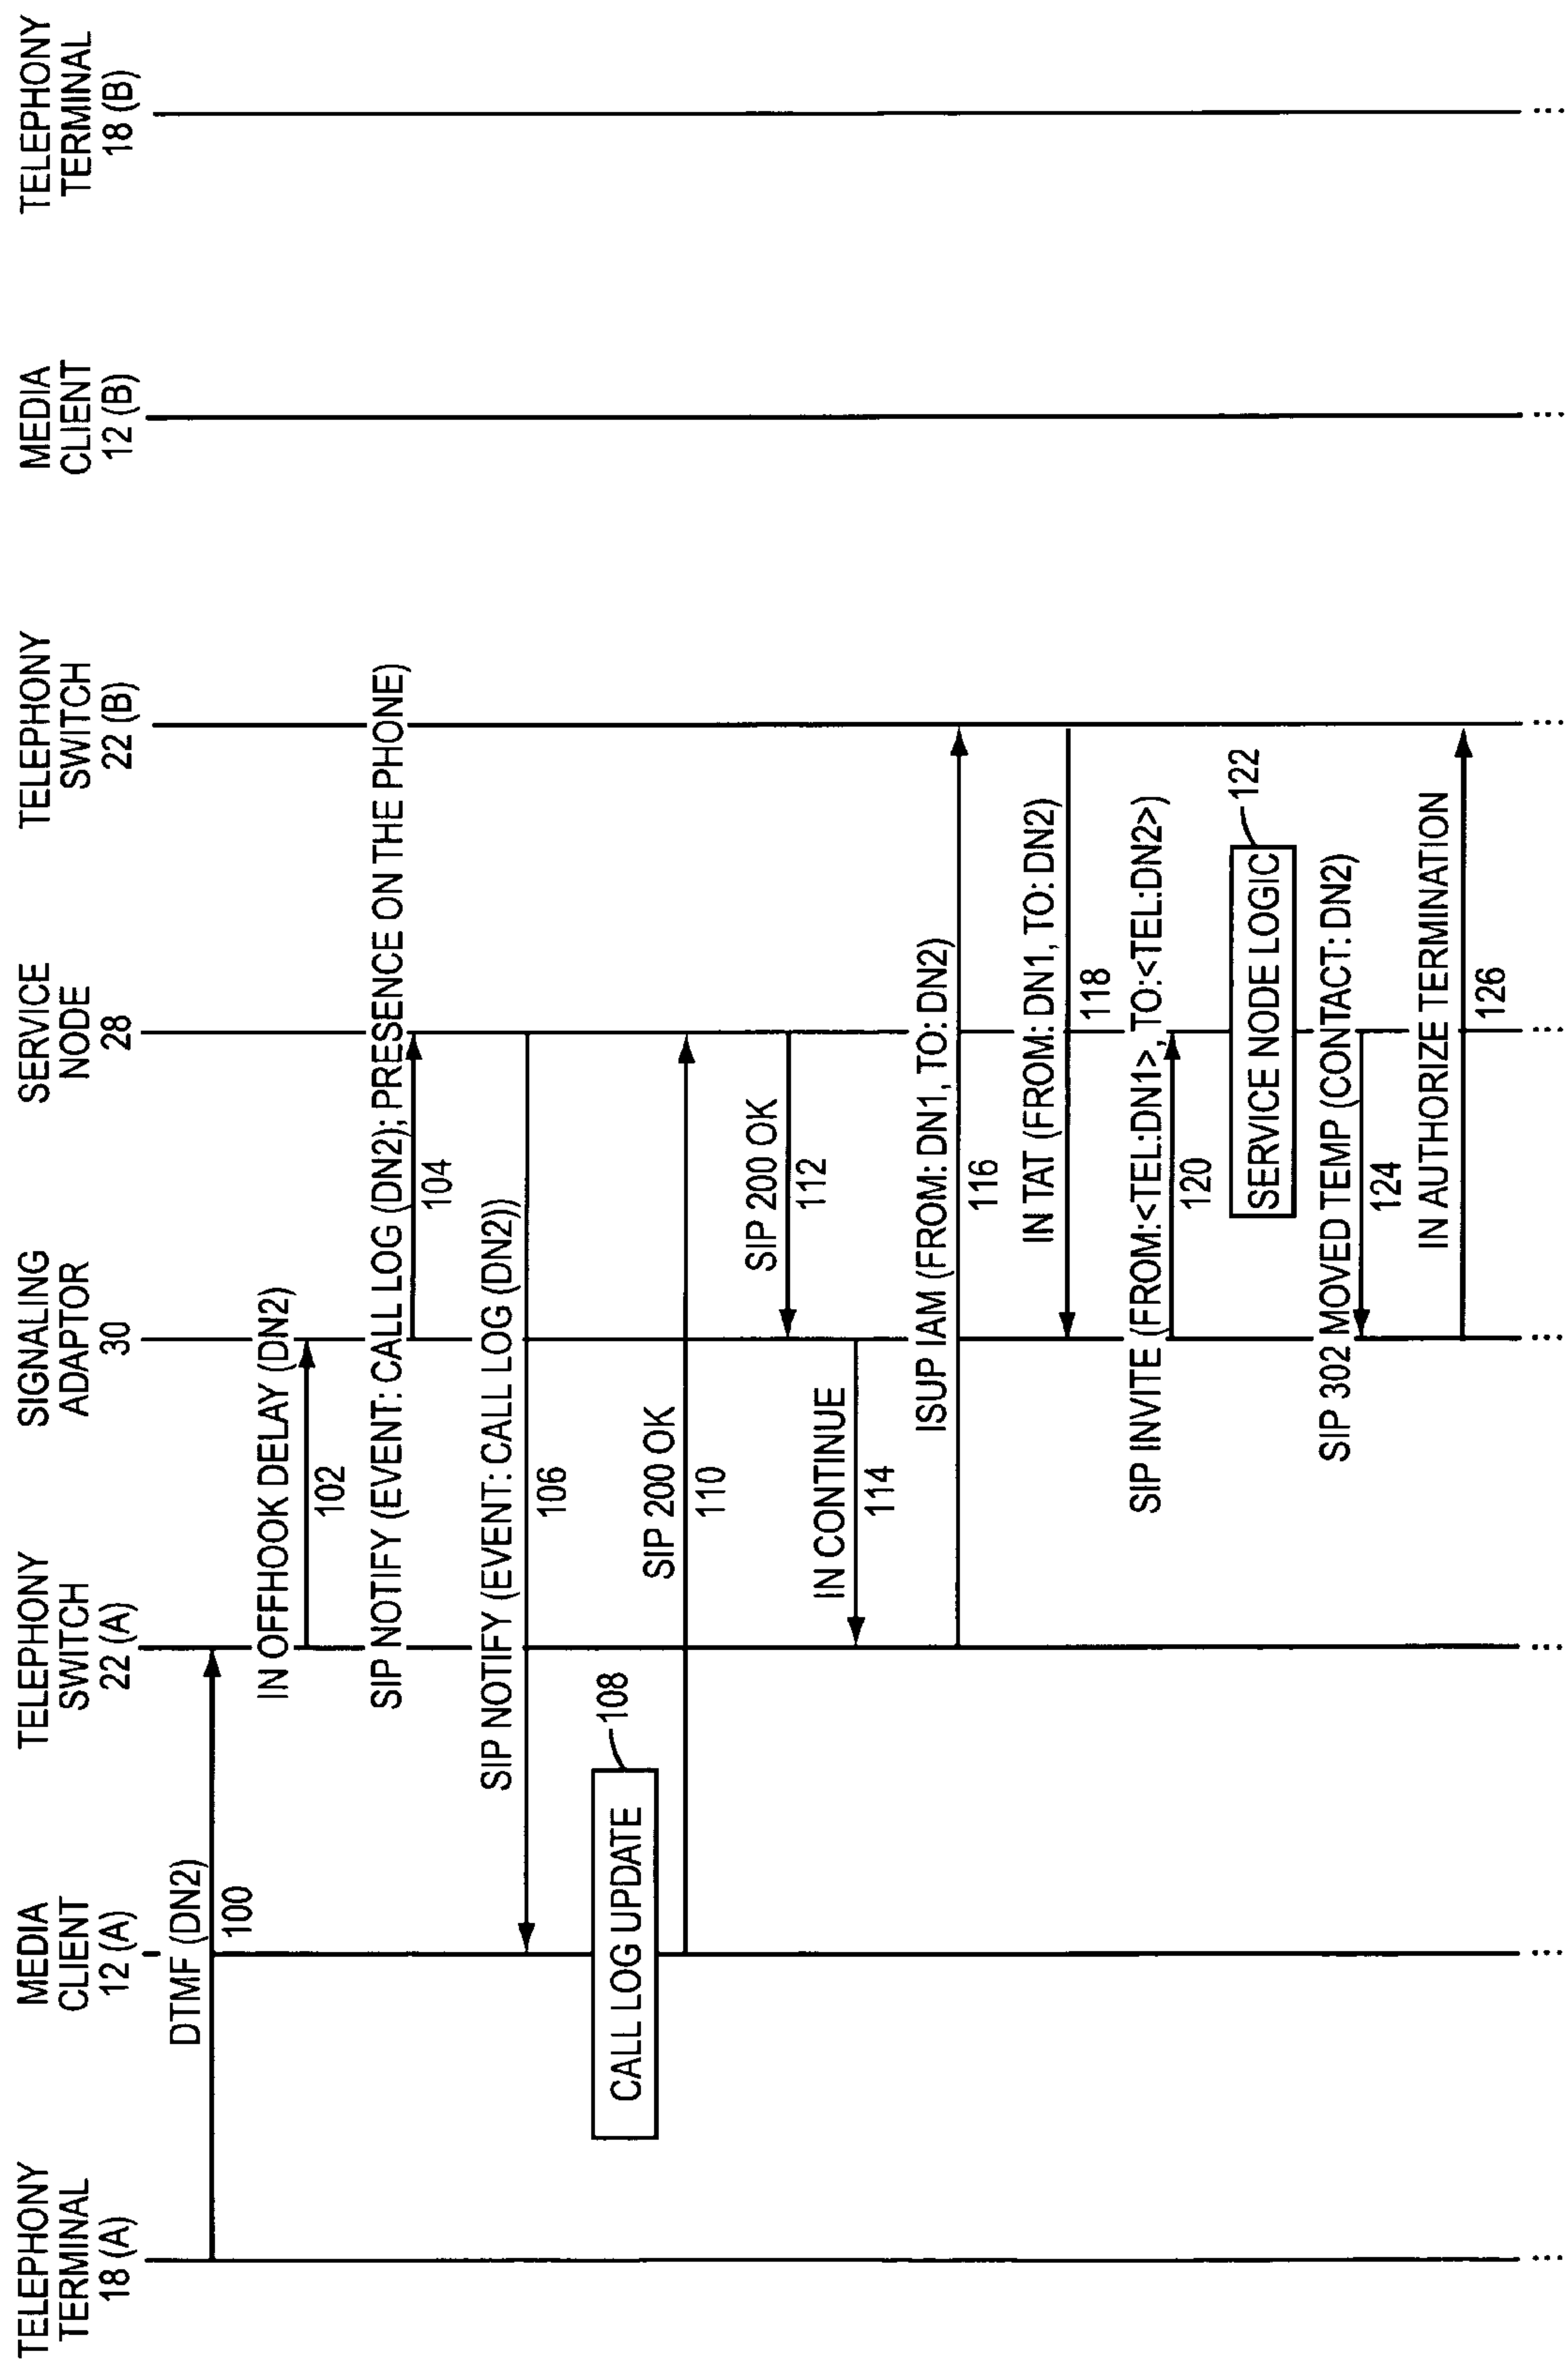 TELEPHONY
TERMINAL
18 (A)
MEDIA
CLIENT
12 (A)
TELEPHONY
SWITCH
22 (A)
SIGNALING
ADAPTOR
30
SERVICE
NODE
28
TELEPHONY
SWITCH
22 (B)
MEDIA
CLIENT
12 (B)
TELEPHONY
TERMINAL
18 (B)
DTMF (DN2)
100
IN OFFHOOK DELAY (DN2)
102
SIP NOTIFY (EVENT: CALL LOG (DN2); PRESENCE ON THE PHONE)
104
SIP NOTIFY (EVENT: CALL LOG (DN2))
106
CALL LOG UPDATE
108
SIP 200 OK
110
SIP 200 OK
112
IN CONTINUE
114
ISUP IAM (FROM: DN1, TO: DN2)
116
IN TAT (FROM: DN1, TO: DN2)
118
SIP INVITE (FROM:<TEL:DN1>, TO:<TEL:DN2>)
120
SERVICE NODE LOGIC
122
SIP 302 MOVED TEMP (CONTACT: DN2)
124
IN AUTHORIZE TERMINATION
126